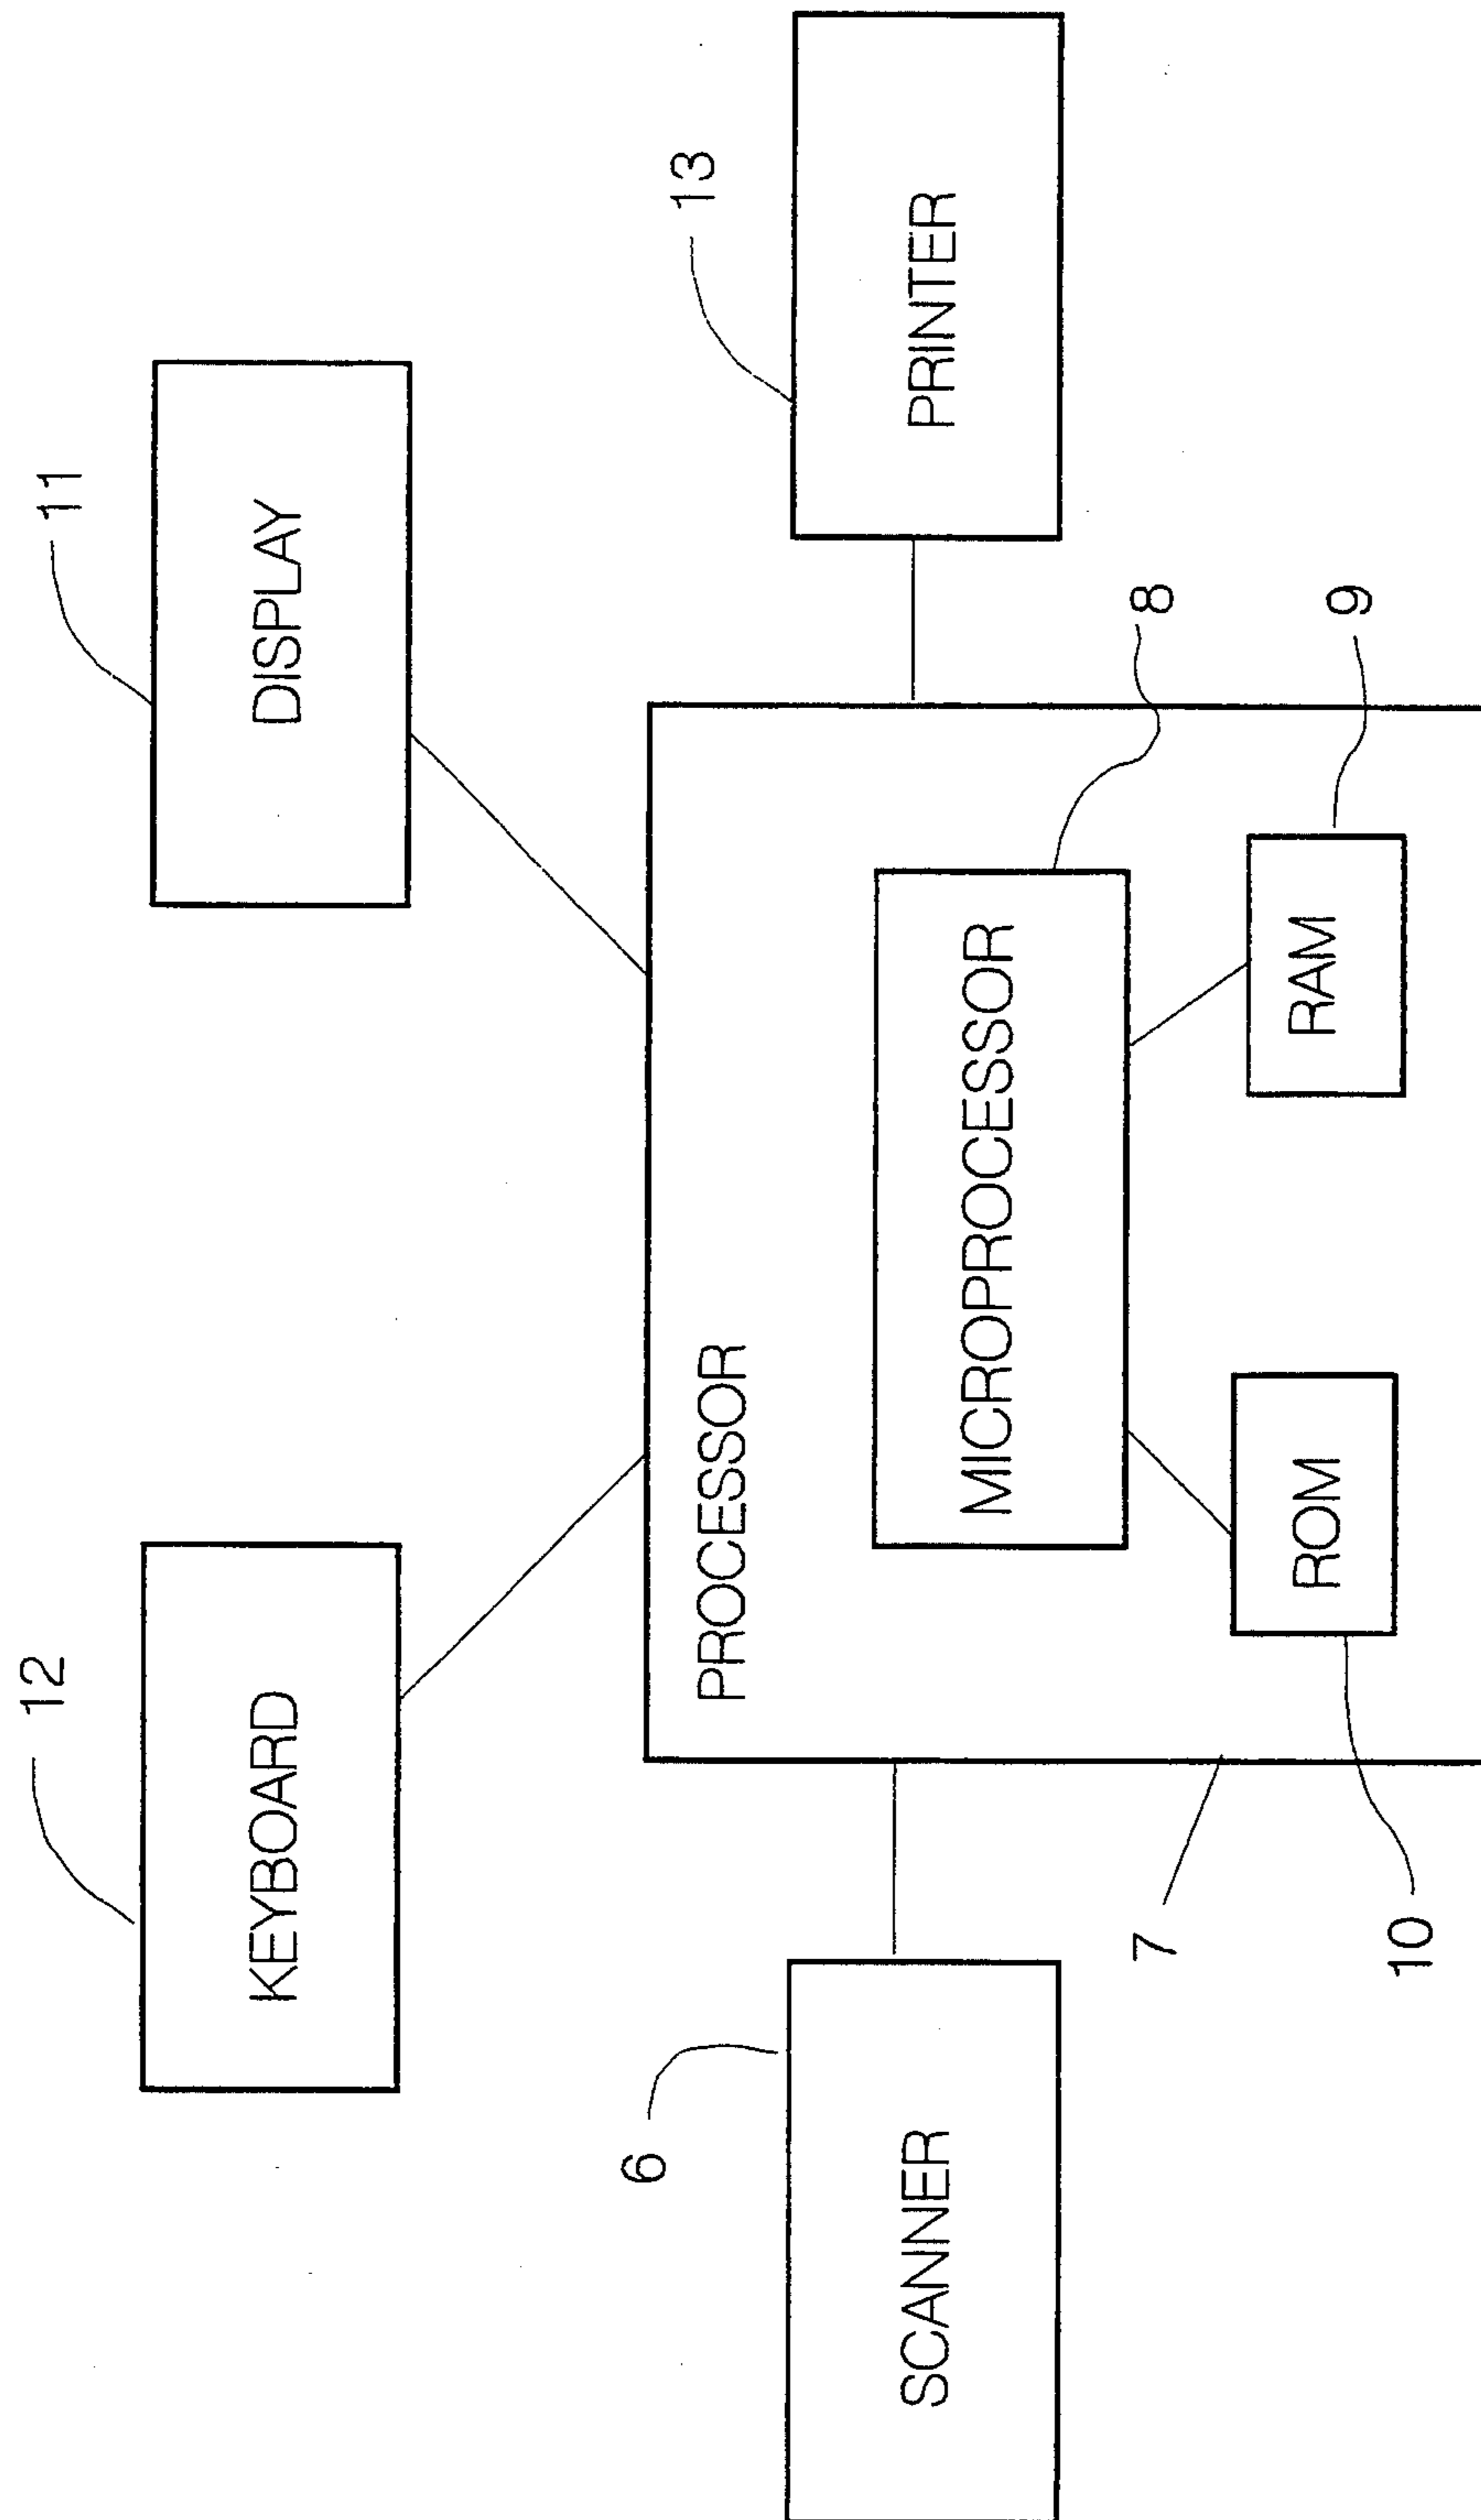 12
11
KEYBOARD
DISPLAY
6
13
PROCESSOR
SCANNER
PRINTER
MICROPROCESSOR
7
8
ROM
RAM
10
9